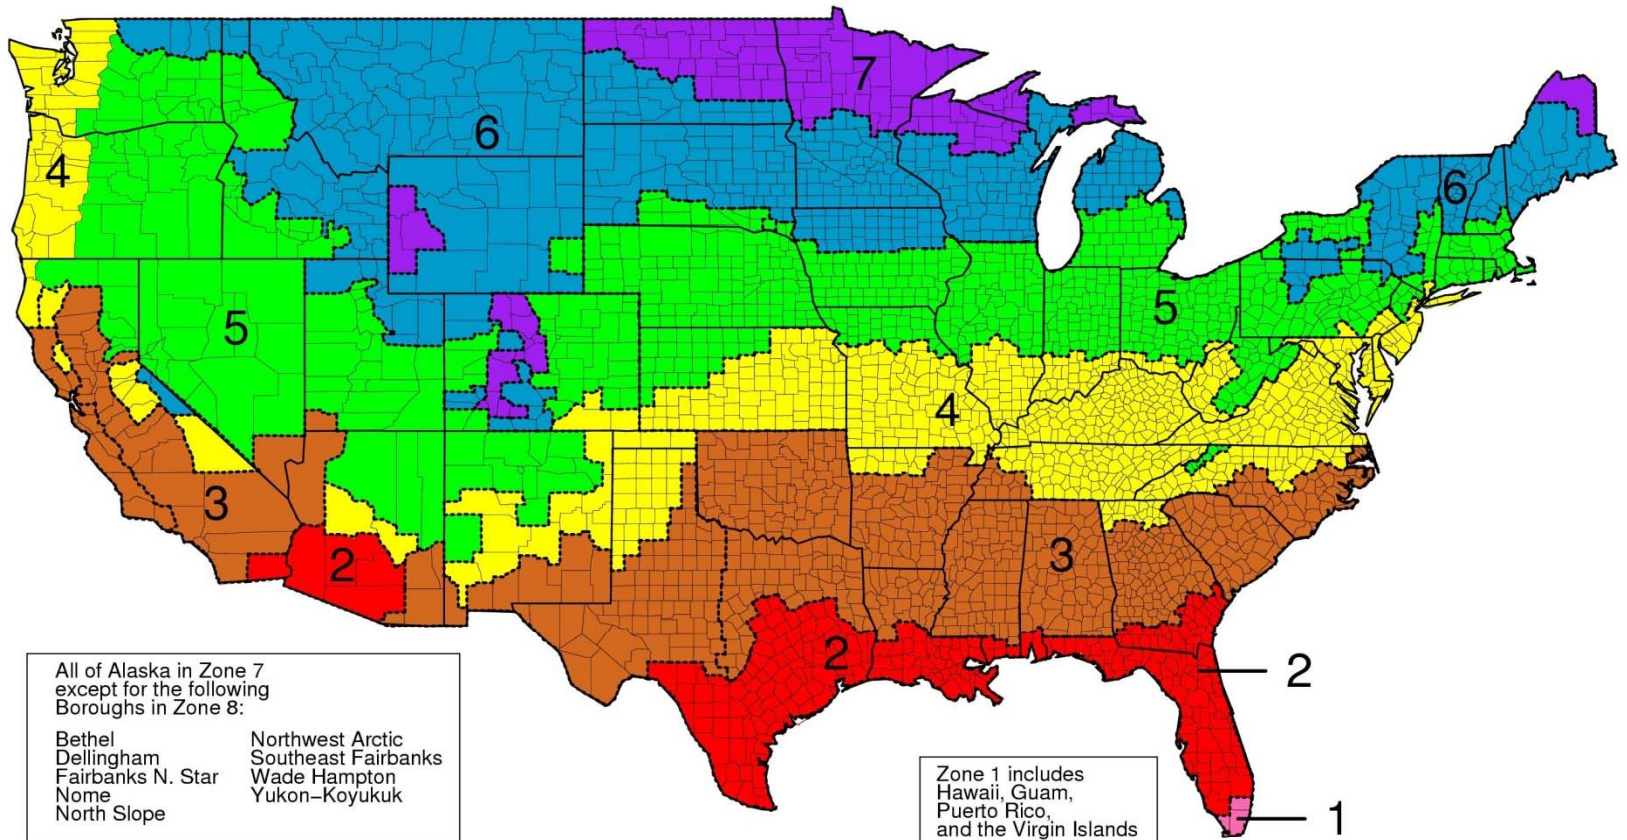 7
6
4
6
5
5
4
3
3
2
2
2
1
All of Alaska in Zone 7
except for the following
Boroughs in Zone 8:
Bethel
Dellingham
Fairbanks N. Star
Nome
North Slope
Northwest Arctic
Southeast Fairbanks
Wade Hampton
Yukon-Koyukuk
Zone 1 includes
Hawaii, Guam,
Puerto Rico,
and the Virgin Islands